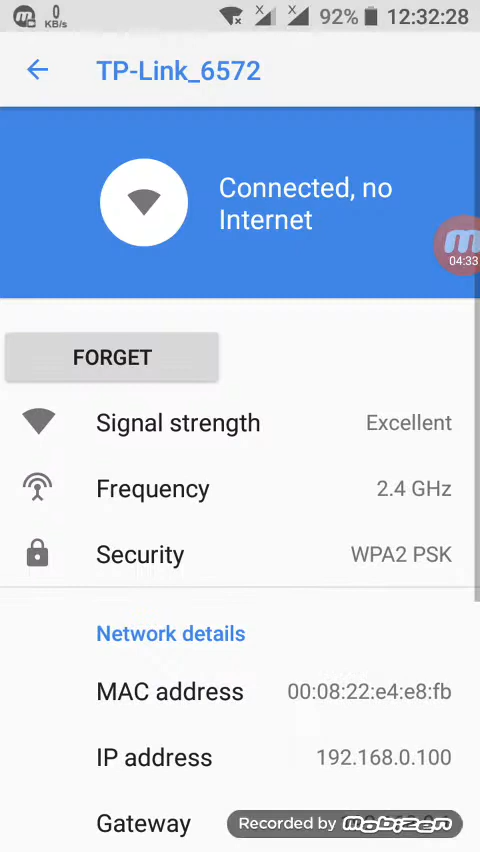 0
KB/s
X
X
92%
12:32:28
TP-Link_6572
Connected, no
Internet
04:33
FORGET
Signal strength
Excellent
Frequency
2.4 GHz
Security
WPA2 PSK
Network details
MAC address
00:08:22:e4:e8:fb
IP address
192.168.0.100
Gateway
Recorded by mobizen